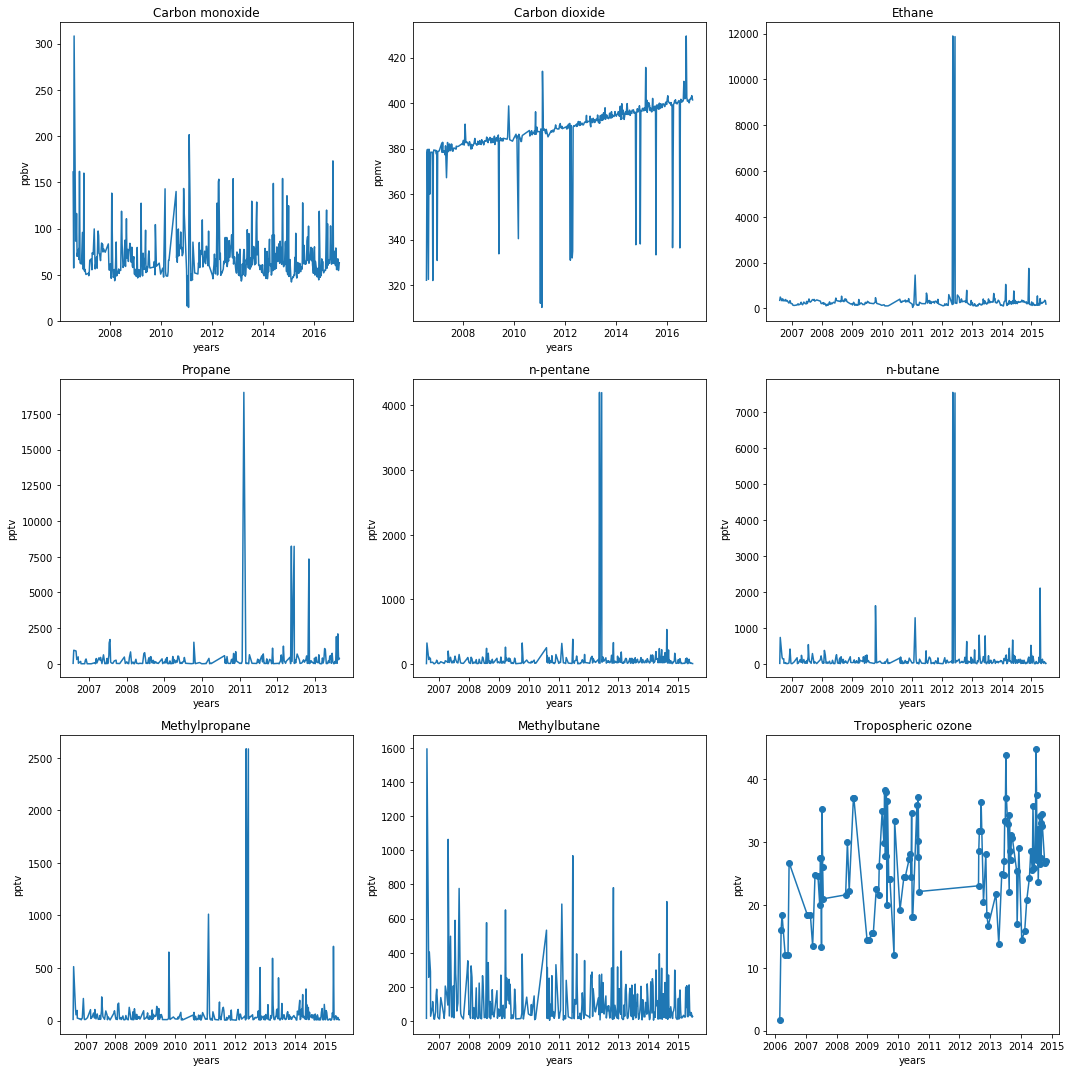 Carbon monoxide
300
250
200
150
100
50
0
ppbv
2008 2010 2012 2014 2016
years
Carbon dioxide
420
400
380
360
340
320
ppmv
2008 2010 2012 2014 2016
years
Ethane
12000
10000
8000
6000
4000
2000
0
2007 2008 2009 2010 2011 2012 2013 2014 2015
years
Propane
17500
15000
12500
10000
7500
5000
2500
0
pptv
2007 2008 2009 2010 2011 2012 2013
years
n-pentane
4000
3000
2000
1000
0
pptv
2007 2008 2009 2010 2011 2012 2013 2014 2015
years
n-butane
7000
6000
5000
4000
3000
2000
1000
0
pptv
2007 2008 2009 2010 2011 2012 2013 2014 2015
years
Methylpropane
2500
2000
1500
1000
500
0
pptv
2007 2008 2009 2010 2011 2012 2013 2014 2015
years
Methylbutane
1600
1400
1200
1000
800
600
400
200
0
pptv
2007 2008 2009 2010 2011 2012 2013 2014 2015
years
Tropospheric ozone
40
30
20
10
0
pptv
2006 2007 2008 2009 2010 2011 2012 2013 2014 2015
years